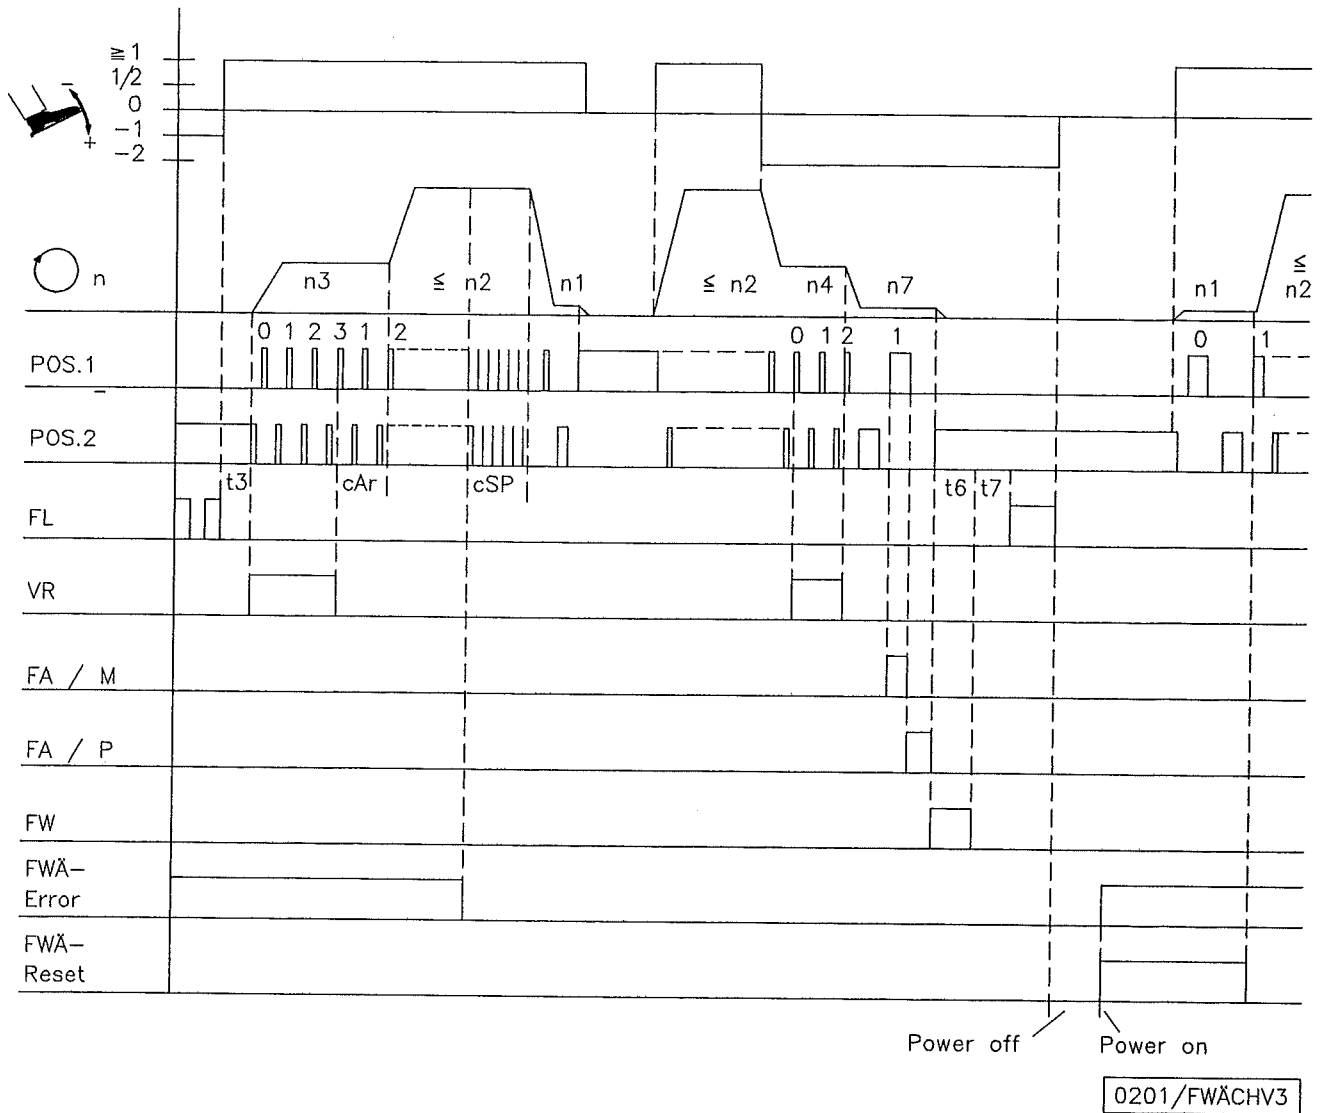 ≧1
1/2
0
−1
−2
−
+
n
n3
≦ n2
n1
≦ n2
n4
n7
n1
≦
n2
0 1 2 3 1 2
0 1 2 1
0 1
POS.1
POS.2
t3
cAr
cSP
t6
t7
FL
VR
FA / M
FA / P
FW
FWÄ−
Error
FWÄ−
Reset
Power off
Power on
0201/FWÄCHV3